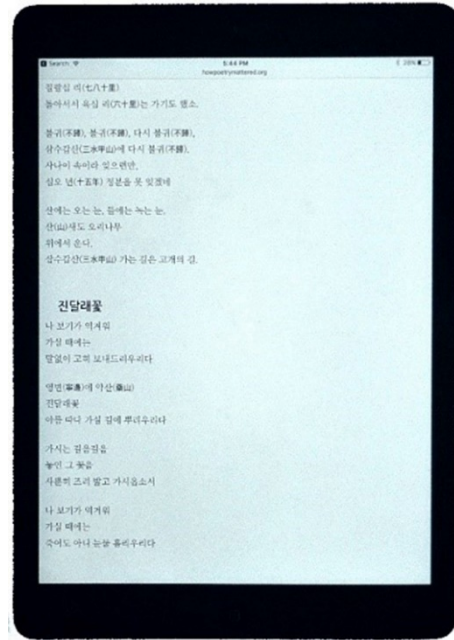 Search
5:44 PM
28%
howpoetrymattered.org
칠팔십 리(七八十里)
돌아서서 육십 리(六十里)는 가기도 했소.
불귀(不歸), 불귀(不歸), 다시 불귀(不歸),
삼수갑산(三水甲山)에 다시 불귀(不歸).
사나이 속이라 잊으련만,
십오 년(十五年) 정분을 못 잊겠네
산에는 오는 눈, 들에는 녹는 눈.
산(山)새도 오리나무
위에서 운다.
삼수갑산(三水甲山) 가는 길은 고개의 길.
진달래꽃
나 보기가 역겨워
가실 때에는
말없이 고히 보내드리우리다
영변(寧邊)에 약산(藥山)
진달래꽃
아름 따다 가실 길에 뿌리우리다
가시는 걸음걸음
놓인 그 꽃을
사뿐히 즈려 밟고 가시옵소서
나 보기가 역겨워
가실 때에는
죽어도 아니 눈물 흘리우리다